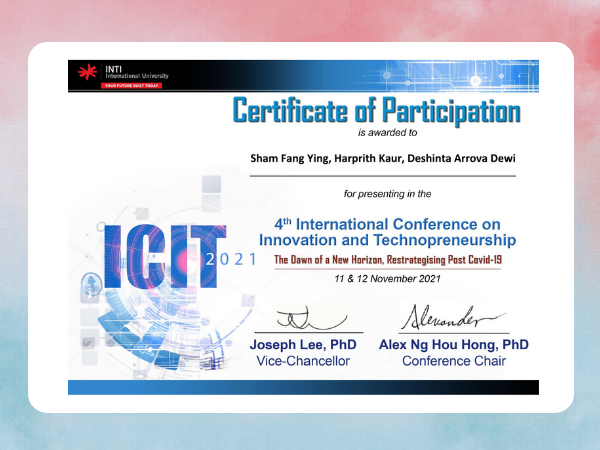 INTI
International University
YOUR FUTURE BUILT TODAY
Certificate of Participation
is awarded to
Sham Fang Ying, Harprith Kaur, Deshinta Arrova Dewi
for presenting in the
4th International Conference on
Innovation and Technopreneurship
ICIT
2021
The Dawn of a New Horizon, Restrategising Post Covid-19
11 & 12 November 2021
Alexander
Joseph Lee, PhD
Vice-Chancellor
Alex Ng Hou Hong, PhD
Conference Chair